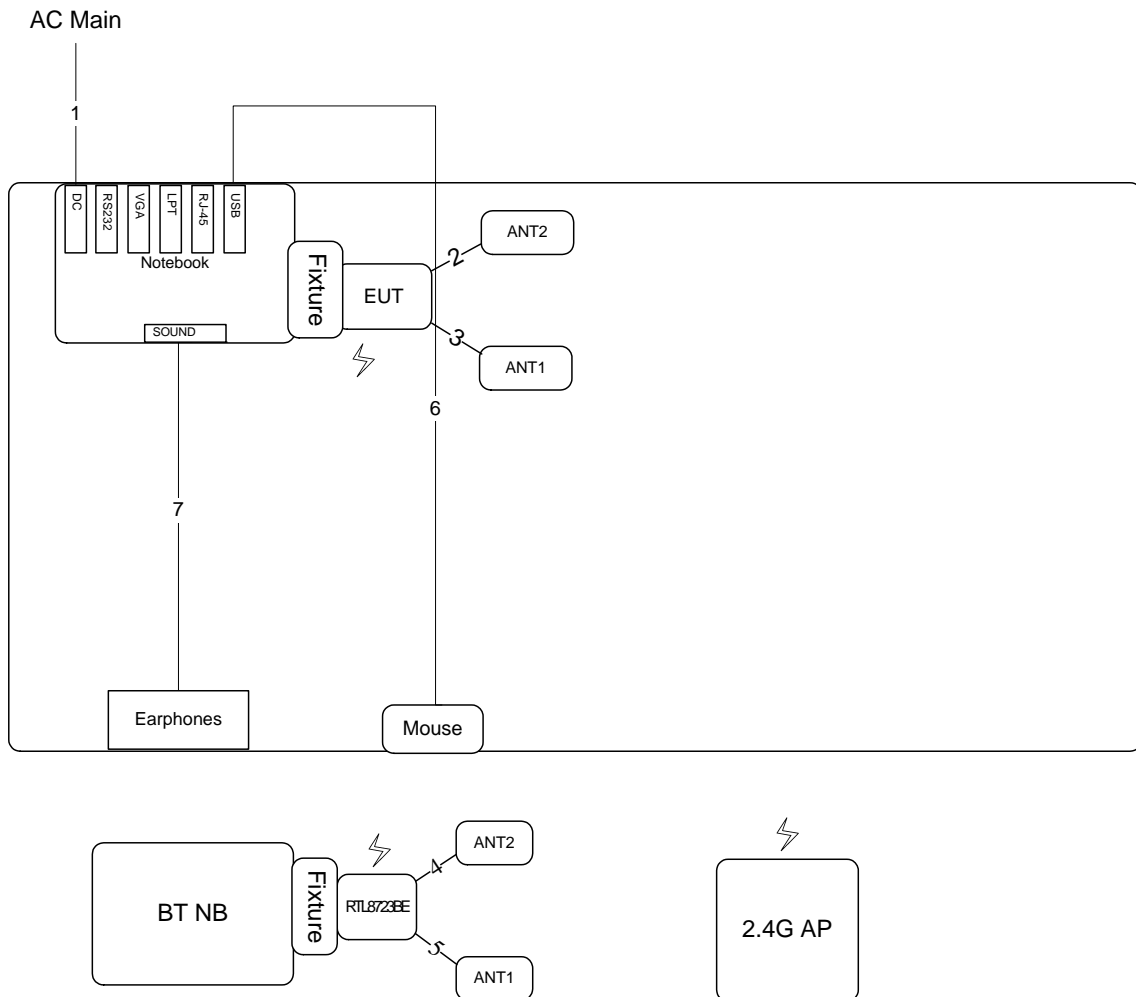 AC Main
1
DC
RS232
VGA
LPT
RJ-45
USB
Notebook
SOUND
Fixture
EUT
2
ANT2
3
ANT1
6
7
Earphones
Mouse
BT NB
Fixture
RTL8723BE
4
ANT2
5
ANT1
2.4G AP